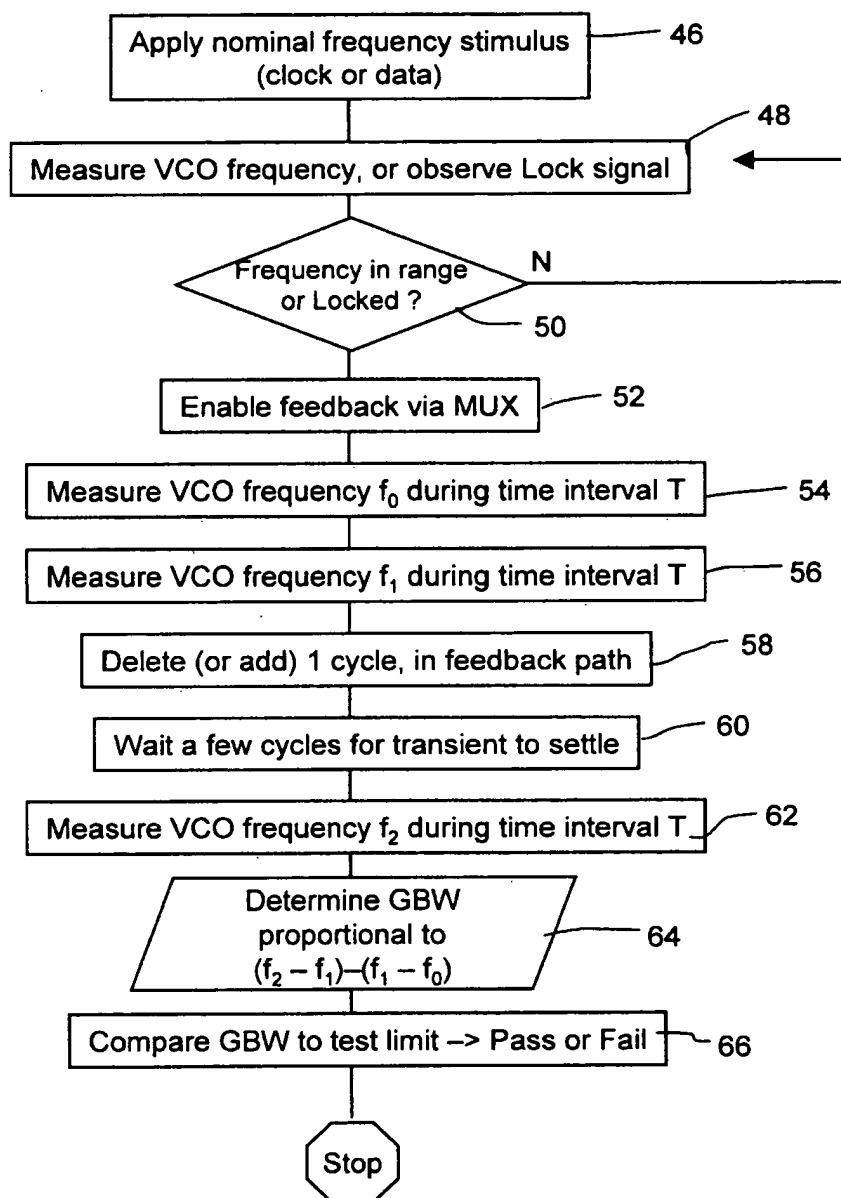 Apply nominal frequency stimulus
(clock or data)
46
48
Measure VCO frequency, or observe Lock signal
Frequency in range
or Locked ?
N
50
Enable feedback via MUX
52
Measure VCO frequency f₀ during time interval T
54
Measure VCO frequency f₁ during time interval T
56
Delete (or add) 1 cycle, in feedback path
58
Wait a few cycles for transient to settle
60
Measure VCO frequency f₂ during time interval T
62
Determine GBW
proportional to
(f₂ – f₁)–(f₁ – f₀)
64
Compare GBW to test limit –> Pass or Fail
66
Stop